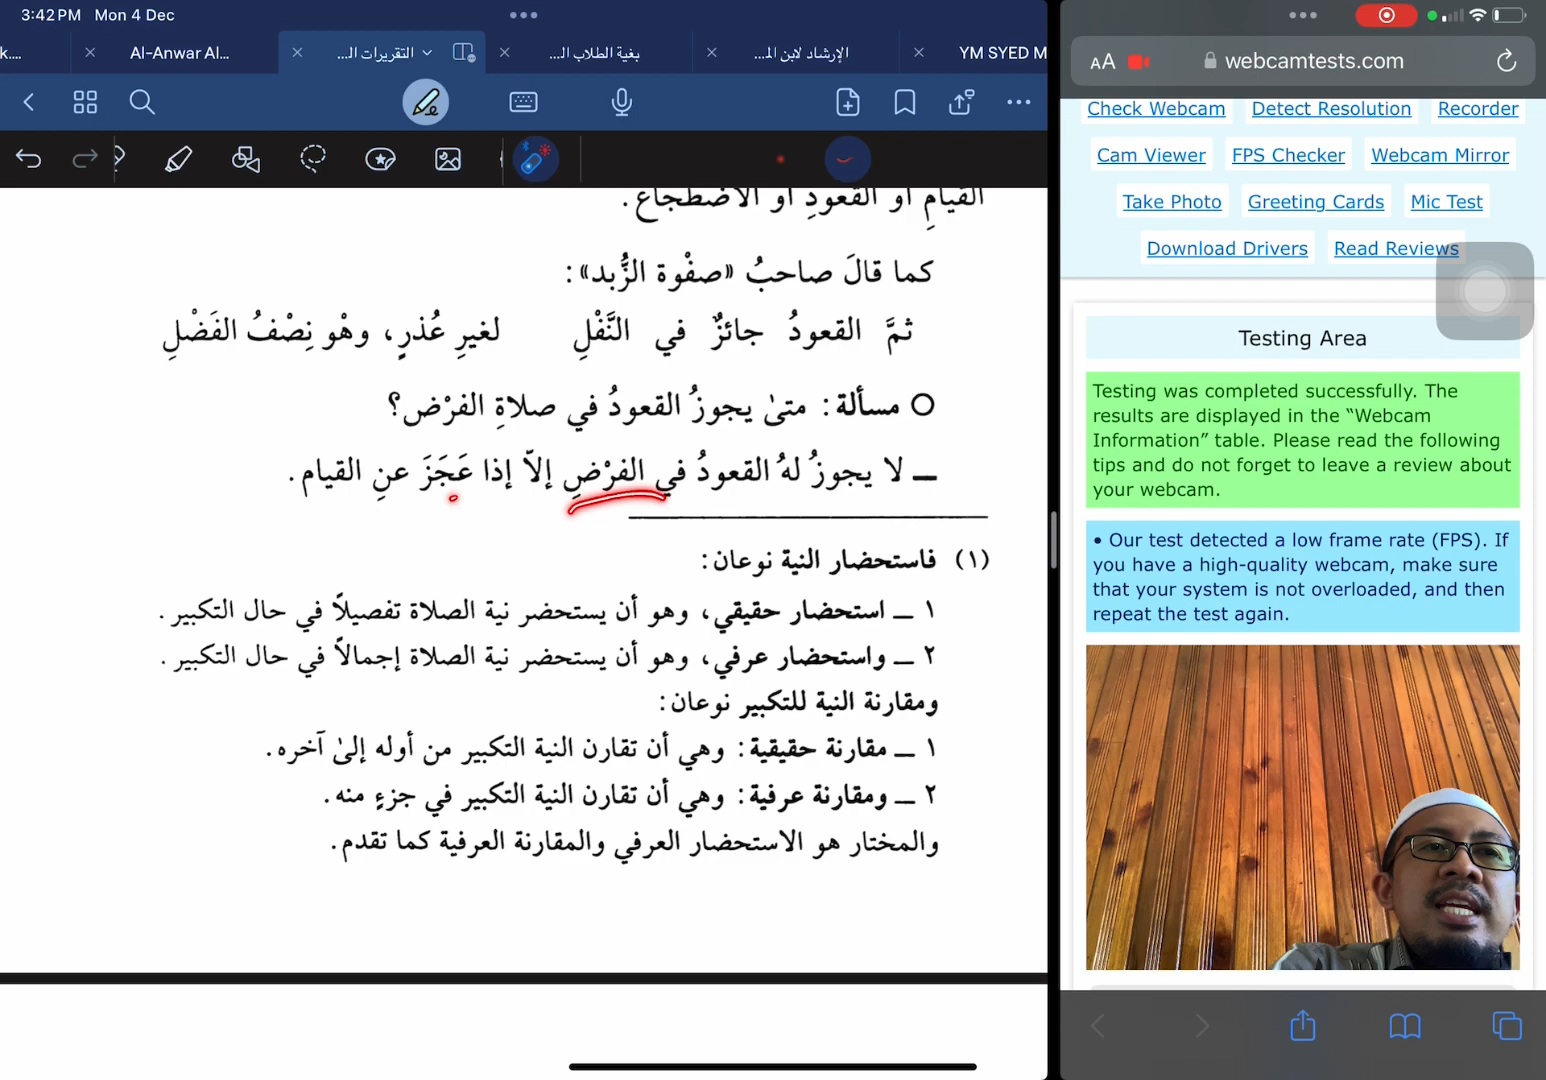 3:42 PM Mon 4 Dec
k....
Al-Anwar Al...
التقريرات ال...
بغية الطلاب ال...
الإرشاد لابن الم...
YM SYED M
القيامِ أو القعودِ أو الاضطجاع .
كما قالَ صاحبُ «صفْوة الزُّبد» :
ثمَّ القعودُ جائزٌ في النَّفْلِ لغيرِ عُذرٍ ، وهْو نِصْفُ الفَضْلِ
○ مسألة : متىٰ يجوزُ القعودُ في صلاةِ الفرْض ؟
ــ لا يجوزُ لهُ القعودُ في الفرْضِ إلاّ إذا عَجَزَ عنِ القيام .
(١) فاستحضار النية نوعان :
١ ــ استحضار حقيقي ، وهو أن يستحضر نية الصلاة تفصيلاً في حال التكبير .
٢ ــ واستحضار عرفي ، وهو أن يستحضر نية الصلاة إجمالاً في حال التكبير .
ومقارنة النية للتكبير نوعان :
١ ــ مقارنة حقيقية : وهي أن تقارن النية التكبير من أوله إلىٰ آخره .
٢ ــ ومقارنة عرفية : وهي أن تقارن النية التكبير في جزءٍ منه .
والمختار هو الاستحضار العرفي والمقارنة العرفية كما تقدم .
AA webcamtests.com
Check Webcam Detect Resolution Recorder
Cam Viewer FPS Checker Webcam Mirror
Take Photo Greeting Cards Mic Test
Download Drivers Read Reviews
Testing Area
Testing was completed successfully. The
results are displayed in the “Webcam
Information” table. Please read the following
tips and do not forget to leave a review about
your webcam.
• Our test detected a low frame rate (FPS). If
you have a high-quality webcam, make sure
that your system is not overloaded, and then
repeat the test again.